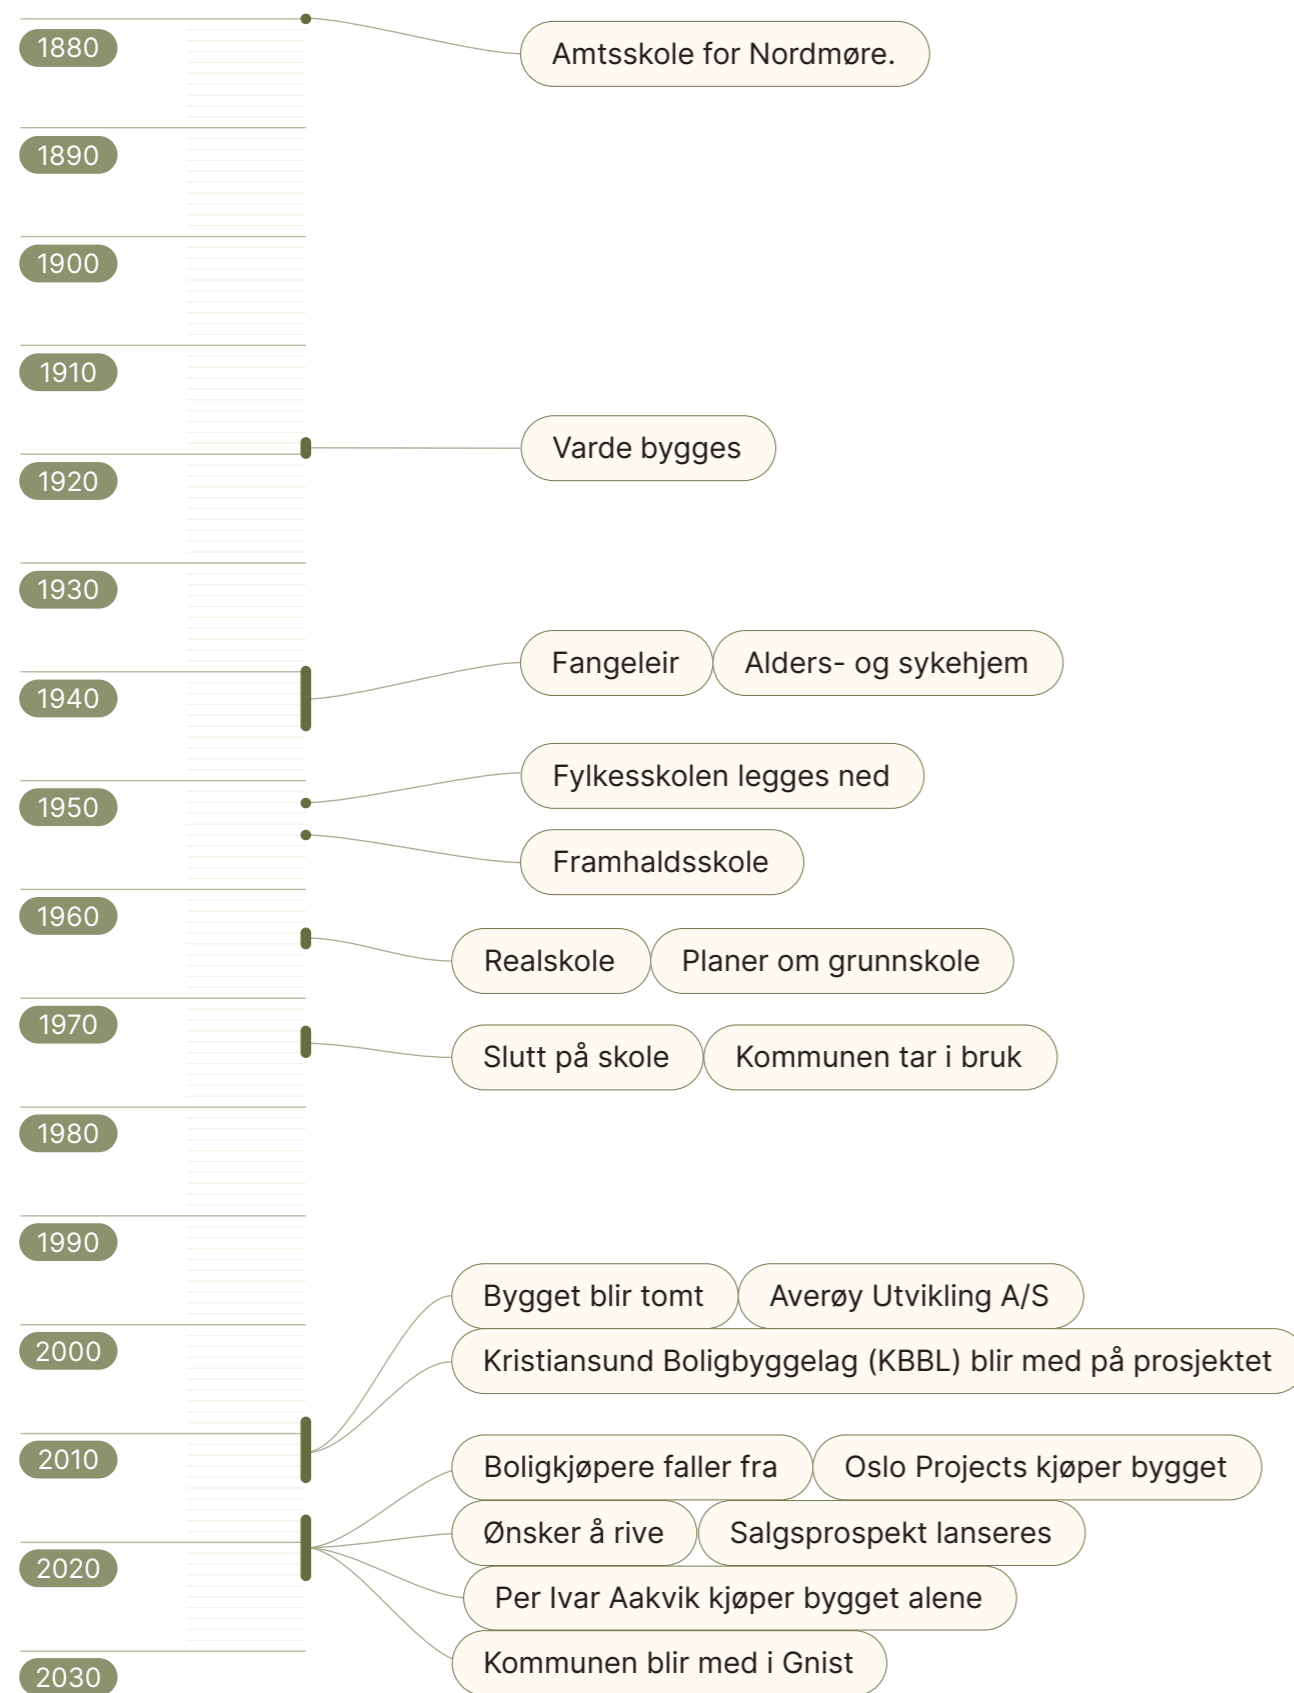 1880
Amtsskole for Nordmøre.
1890
1900
1910
Varde bygges
1920
1930
Fangeleir
Alders- og sykehjem
1940
Fylkesskolen legges ned
1950
Framhaldsskole
1960
Realskole
Planer om grunnskole
1970
Slutt på skole
Kommunen tar i bruk
1980
1990
Bygget blir tomt
Averøy Utvikling A/S
2000
Kristiansund Boligbyggelag (KBBL) blir med på prosjektet
2010
Boligkjøpere faller fra
Oslo Projects kjøper bygget
Ønsker å rive
Salgsprospekt lanseres
2020
Per Ivar Aakvik kjøper bygget alene
Kommunen blir med i Gnist
2030